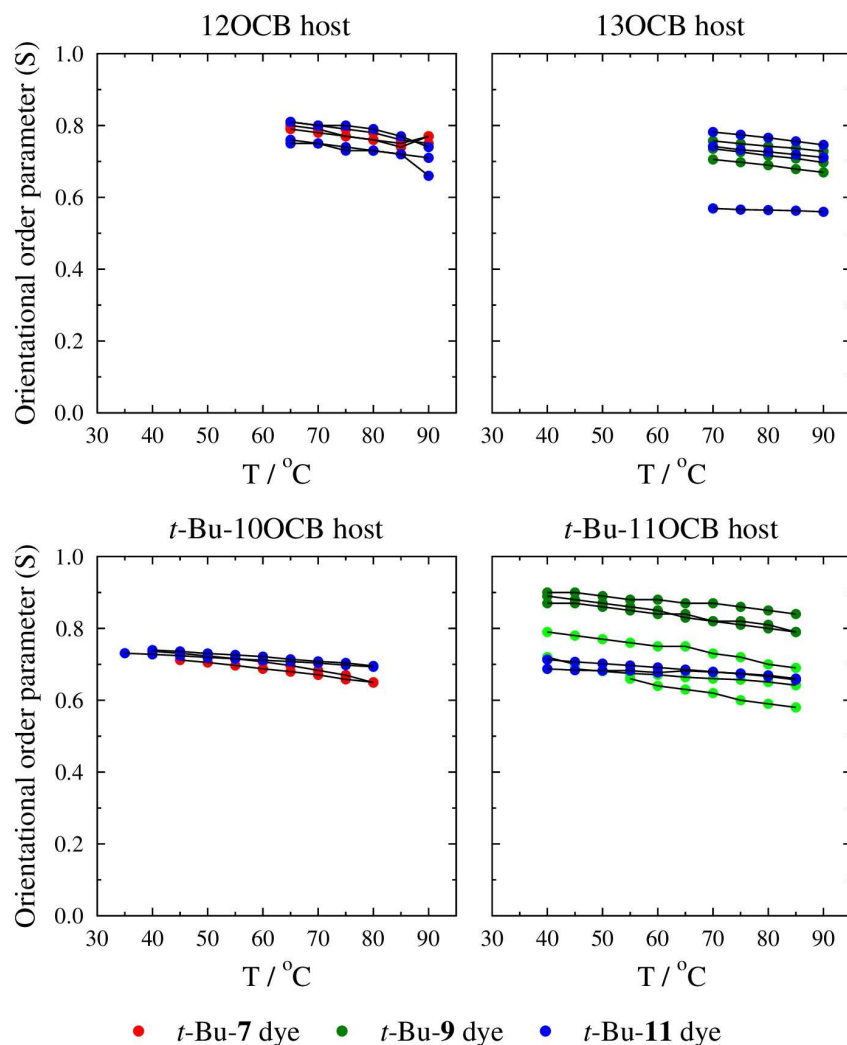 12OCB host
13OCB host
Orientational order parameter (S)
1.0
0.8
0.6
0.4
0.2
0.0
30 40 50 60 70 80 90
T / °C
30 40 50 60 70 80 90
T / °C
t-Bu-10OCB host
t-Bu-11OCB host
Orientational order parameter (S)
1.0
0.8
0.6
0.4
0.2
0.0
30 40 50 60 70 80 90
T / °C
30 40 50 60 70 80 90
T / °C
t-Bu-7 dye t-Bu-9 dye t-Bu-11 dye